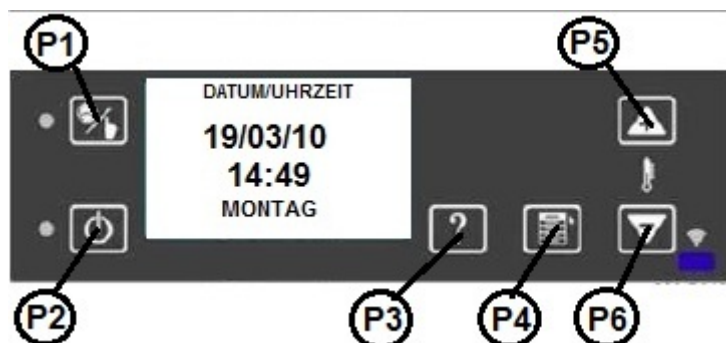 P1
P5
DATUM/UHRZEIT
19/03/10
14:49
MONTAG
?
P2
P3
P4
P6